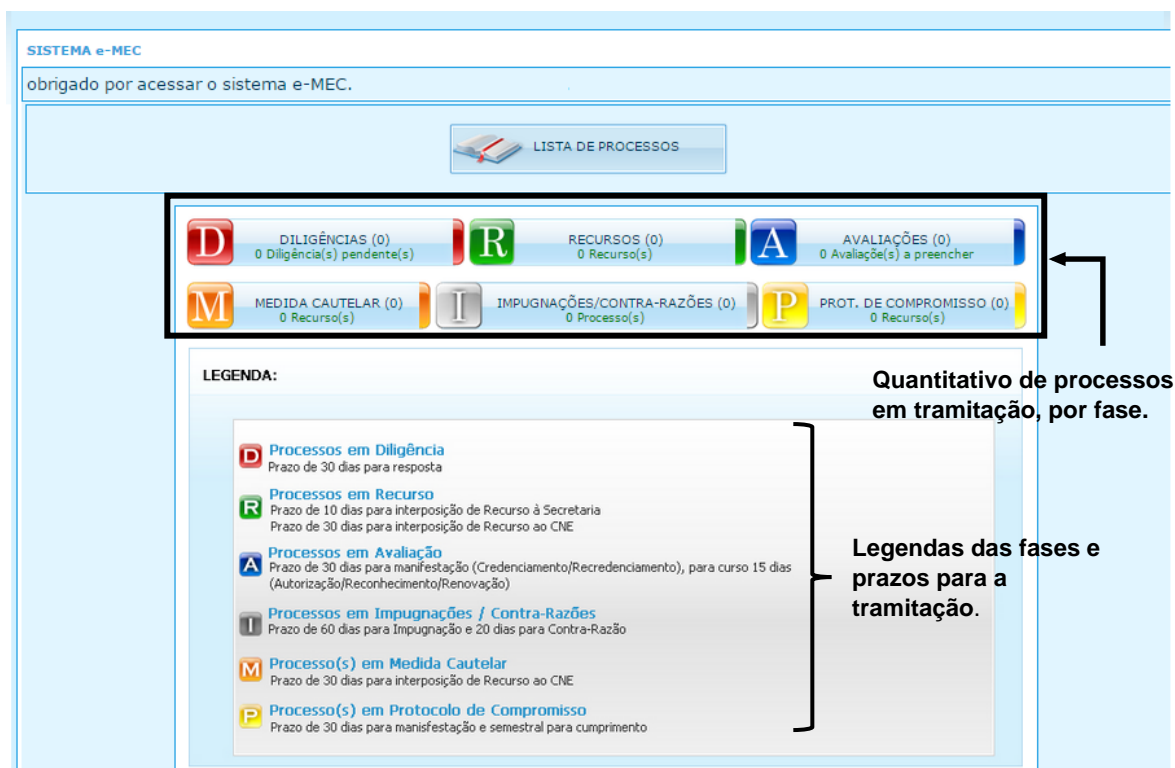 SISTEMA e-MEC
obrigado por acessar o sistema e-MEC.
LISTA DE PROCESSOS
D
DILIGÊNCIAS (0)
0 Diligência(s) pendente(s)
R
RECURSOS (0)
0 Recurso(s)
A
AVALIAÇÕES (0)
0 Avaliaçõe(s) a preencher
M
MEDIDA CAUTELAR (0)
0 Recurso(s)
I
IMPUGNAÇÕES/CONTRA-RAZÕES (0)
0 Processo(s)
P
PROT. DE COMPROMISSO (0)
0 Recurso(s)
Quantitativo de processos
em tramitação, por fase.
LEGENDA:
D
Processos em Diligência
Prazo de 30 dias para resposta
R
Processos em Recurso
Prazo de 10 dias para interposição de Recurso à Secretaria
Prazo de 30 dias para interposição de Recurso ao CNE
A
Processos em Avaliação
Prazo de 30 dias para manifestação (Credenciamento/Recredenciamento), para curso 15 dias
(Autorização/Reconhecimento/Renovação)
I
Processos em Impugnações / Contra-Razões
Prazo de 60 dias para Impugnação e 20 dias para Contra-Razão
M
Processo(s) em Medida Cautelar
Prazo de 30 dias para interposição de Recurso ao CNE
P
Processo(s) em Protocolo de Compromisso
Prazo de 30 dias para manisfestação e semestral para cumprimento
Legendas das fases e
prazos para a
tramitação.